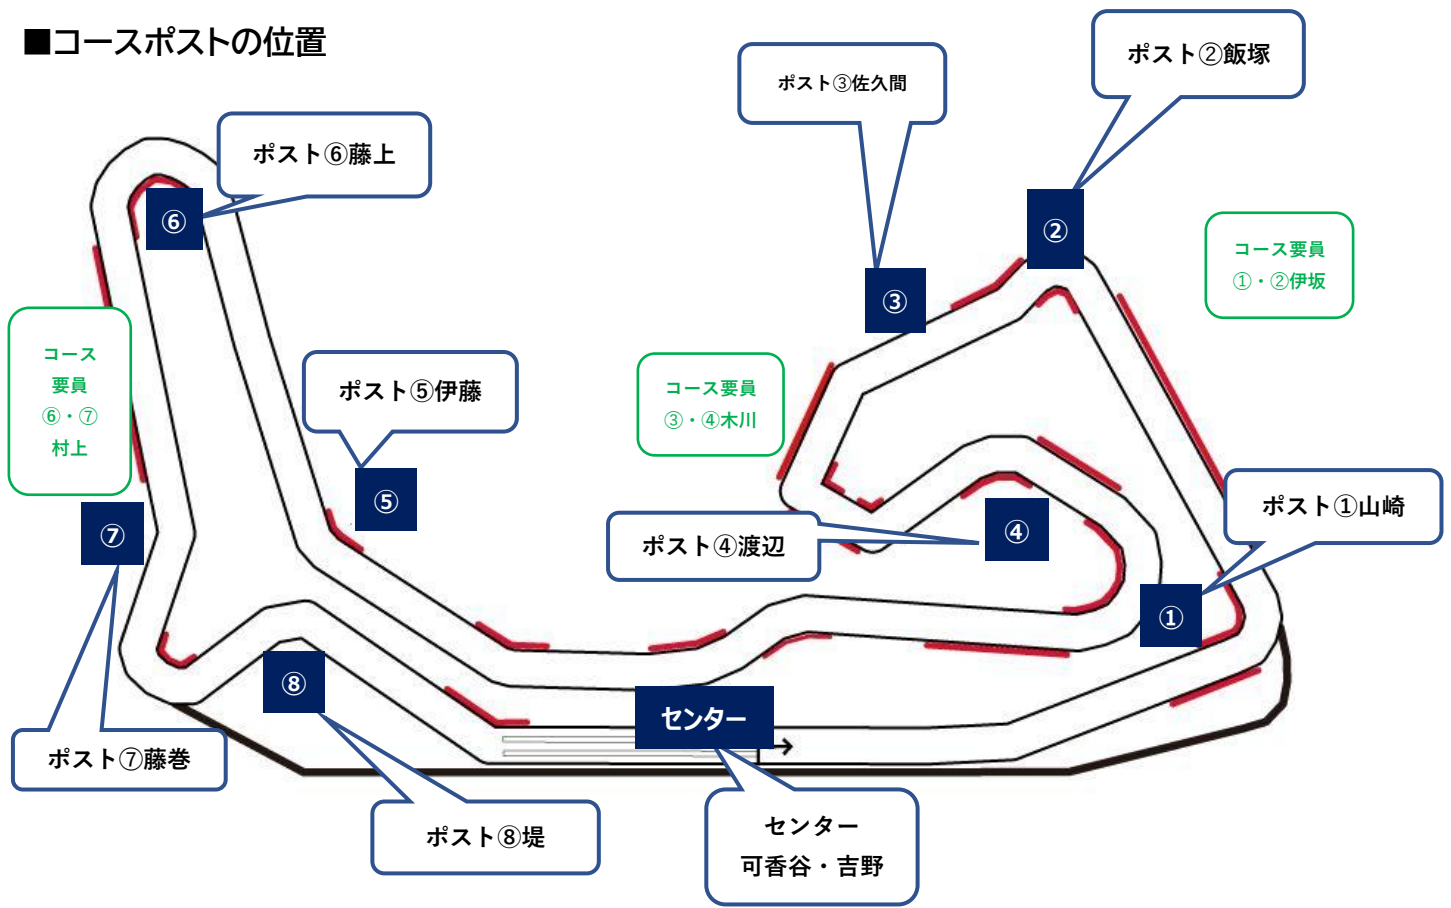 ■コースポストの位置
ポスト②飯塚
ポスト③佐久間
ポスト⑥藤上
⑥
②
コース要員
①・②伊坂
③
コース
要員
⑥・⑦
村上
ポスト⑤伊藤
コース要員
③・④木川
⑤
ポスト①山崎
⑦
ポスト④渡辺
④
①
⑧
センター
ポスト⑦藤巻
ポスト⑧堤
センター
可香谷・吉野